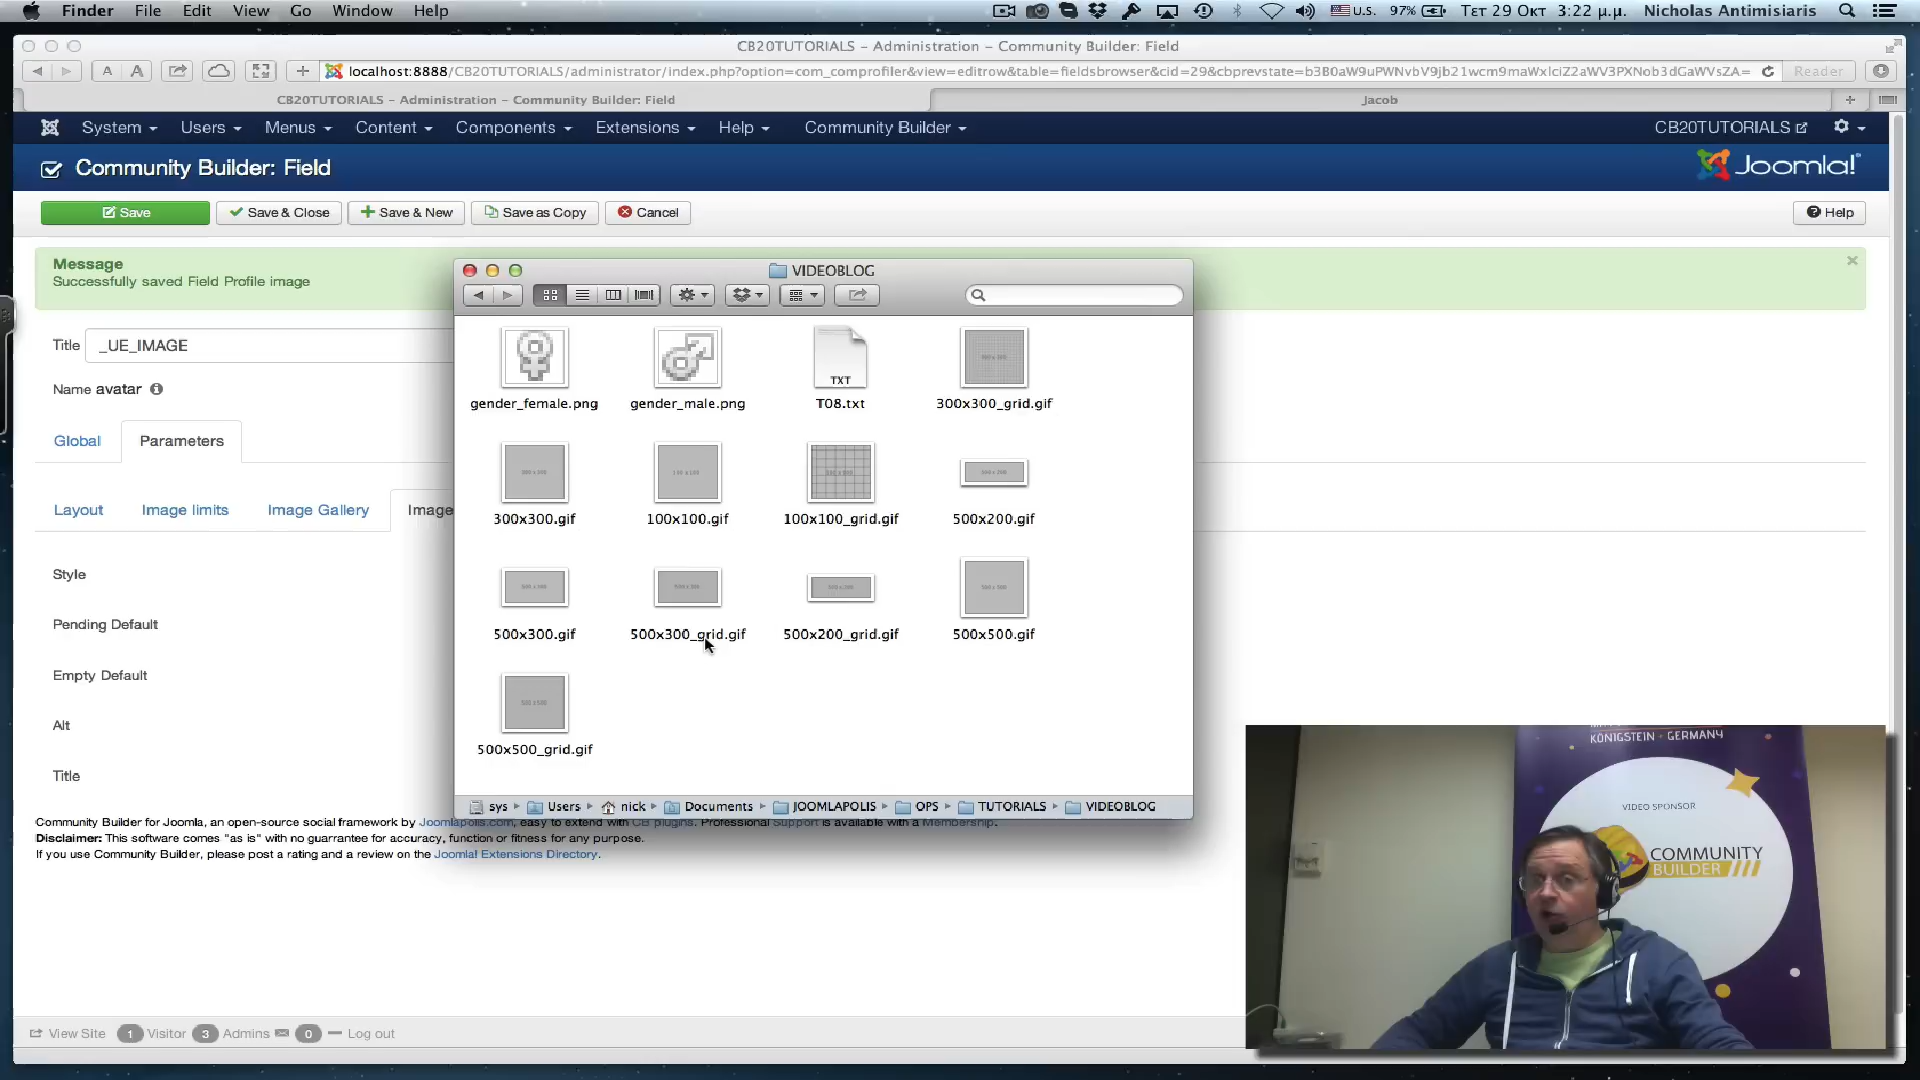 Finder File Edit View Go Window Help U.S. 97% Τετ 29 Οκτ 3:22 μ.μ. Nicholas Antimisiaris
CB20TUTORIALS – Administration – Community Builder: Field
A A localhost:8888/CB20TUTORIALS/administrator/index.php?option=com_comprofiler&view=editrow&table=fieldsbrowser&cid=29&cbprevstate=b3B0aW9uPWNvbV9jb21wcm9maWxlciZ2aWV3PXNob3dGaWVsZA= Reader
CB20TUTORIALS – Administration – Community Builder: Field Jacob
System Users Menus Content Components Extensions Help Community Builder CB20TUTORIALS
Community Builder: Field Joomla!
Save Save & Close Save & New Save as Copy Cancel Help
Message
Successfully saved Field Profile image
Title _UE_IMAGE
Name avatar
Global Parameters
Layout Image limits Image Gallery Image
Style
Pending Default
Empty Default
Alt
Title
VIDEOBLOG
TXT
gender_female.png gender_male.png T08.txt 300x300_grid.gif
300x300.gif 100x100.gif 100x100_grid.gif 500x200.gif
500x300.gif 500x300_grid.gif 500x200_grid.gif 500x500.gif
500x500_grid.gif
sys Users nick Documents JOOMLAPOLIS OPS TUTORIALS VIDEOBLOG
Community Builder for Joomla, an open-source social framework by Joomlapolis.com, easy to extend with CB plugins. Professional Support is available with a Membership.
Disclaimer: This software comes "as is" with no guarrantee for accuracy, function or fitness for any purpose.
If you use Community Builder, please post a rating and a review on the Joomla! Extensions Directory.
KÖNIGSTEIN • GERMANY
VIDEO SPONSOR
COMMUNITY
BUILDER
View Site 1 Visitor 3 Admins 0 Log out